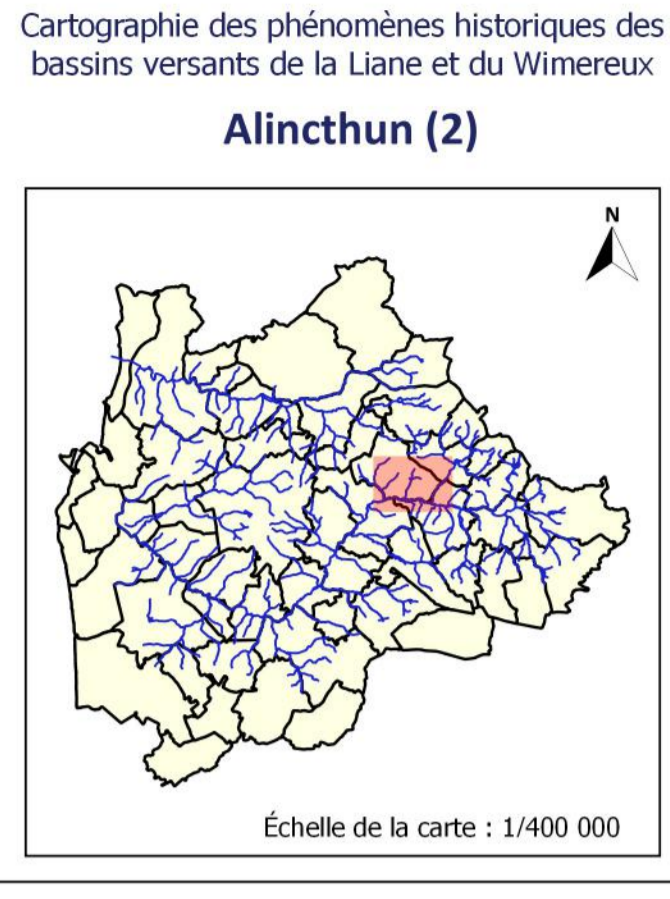 Cartographie des phénomènes historiques des
bassins versants de la Liane et du Wimereux
Alincthun (2)
N
Échelle de la carte : 1/400 000